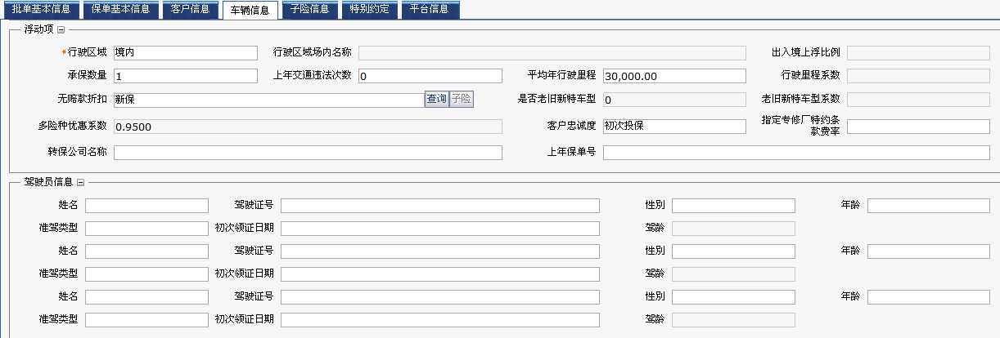 批单基本信息 保单基本信息 客户信息 车辆信息 子险信息 特别约定 平台信息
浮动项
*行驶区域 境内 行驶区域场内名称 出入境上浮比例
承保数量 1 上年交通违法次数 0 平均年行驶里程 30,000.00 行驶里程系数
无赔款折扣 新保 查询 子险 是否老旧新特车型 0 老旧新特车型系数
多险种优惠系数 0.9500 客户忠诚度 初次投保 指定专修厂特约条
款费率
转保公司名称 上年保单号
驾驶员信息
姓名 驾驶证号 性别 年龄
准驾类型 初次领证日期 驾龄
姓名 驾驶证号 性别 年龄
准驾类型 初次领证日期 驾龄
姓名 驾驶证号 性别 年龄
准驾类型 初次领证日期 驾龄